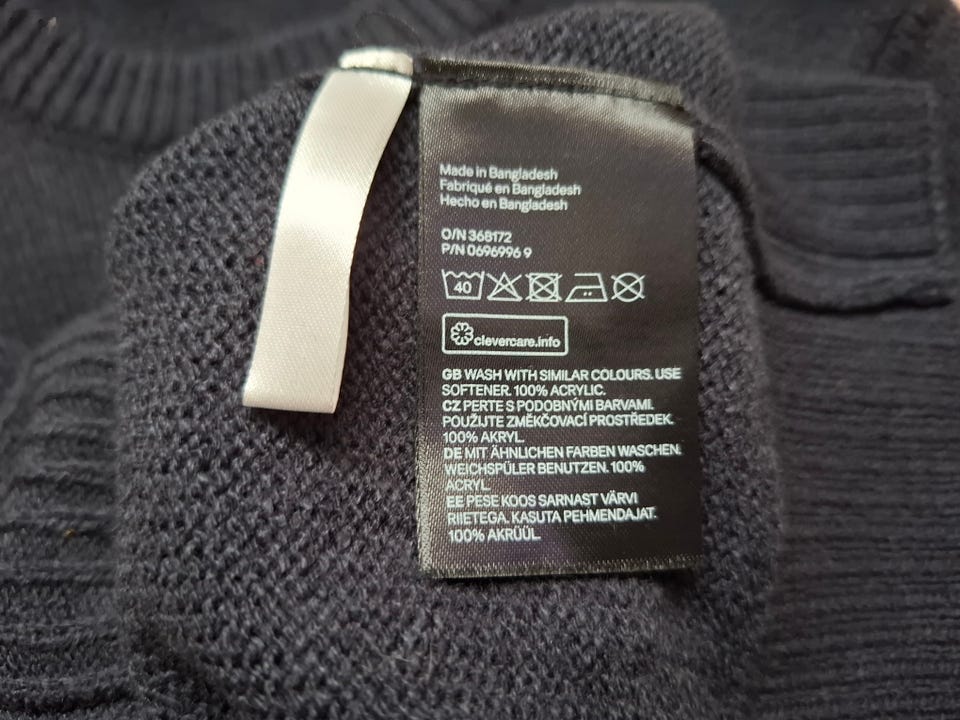 Made in Bangladesh
Fabriqué en Bangladesh
Hecho en Bangladesh
O/N 368172
P/N 0696996 9
40
clevercare.info
GB WASH WITH SIMILAR COLOURS. USE
SOFTENER. 100% ACRYLIC.
CZ PERTE S PODOBNÝMI BARVAMI.
POUŽIJTE ZMĚKČOVACÍ PROSTŘEDEK.
100% AKRYL.
DE MIT ÄHNLICHEN FARBEN WASCHEN.
WEICHSPÜLER BENUTZEN. 100%
ACRYL.
EE PESE KOOS SARNAST VÄRVI
RIIETEGA. KASUTA PEHMENDAJAT.
100% AKRÜÜL.